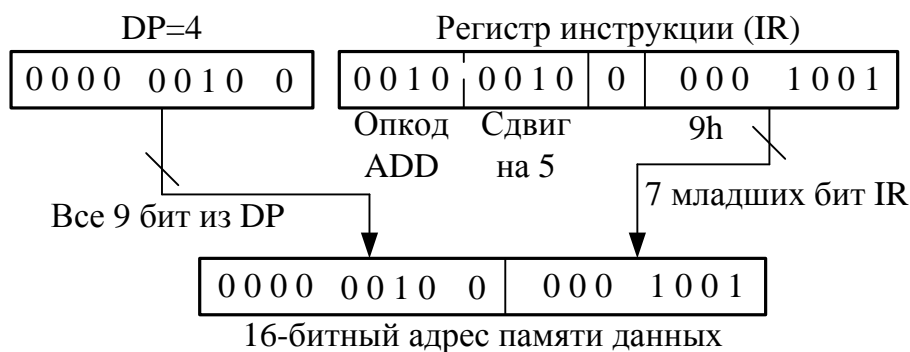 DP=4 Регистр инструкции (IR)
0000 0010 0 0010 0010 0 000 1001
Опкод Сдвиг 9h
ADD на 5
Все 9 бит из DP 7 младших бит IR
0000 0010 0 000 1001
16-битный адрес памяти данных